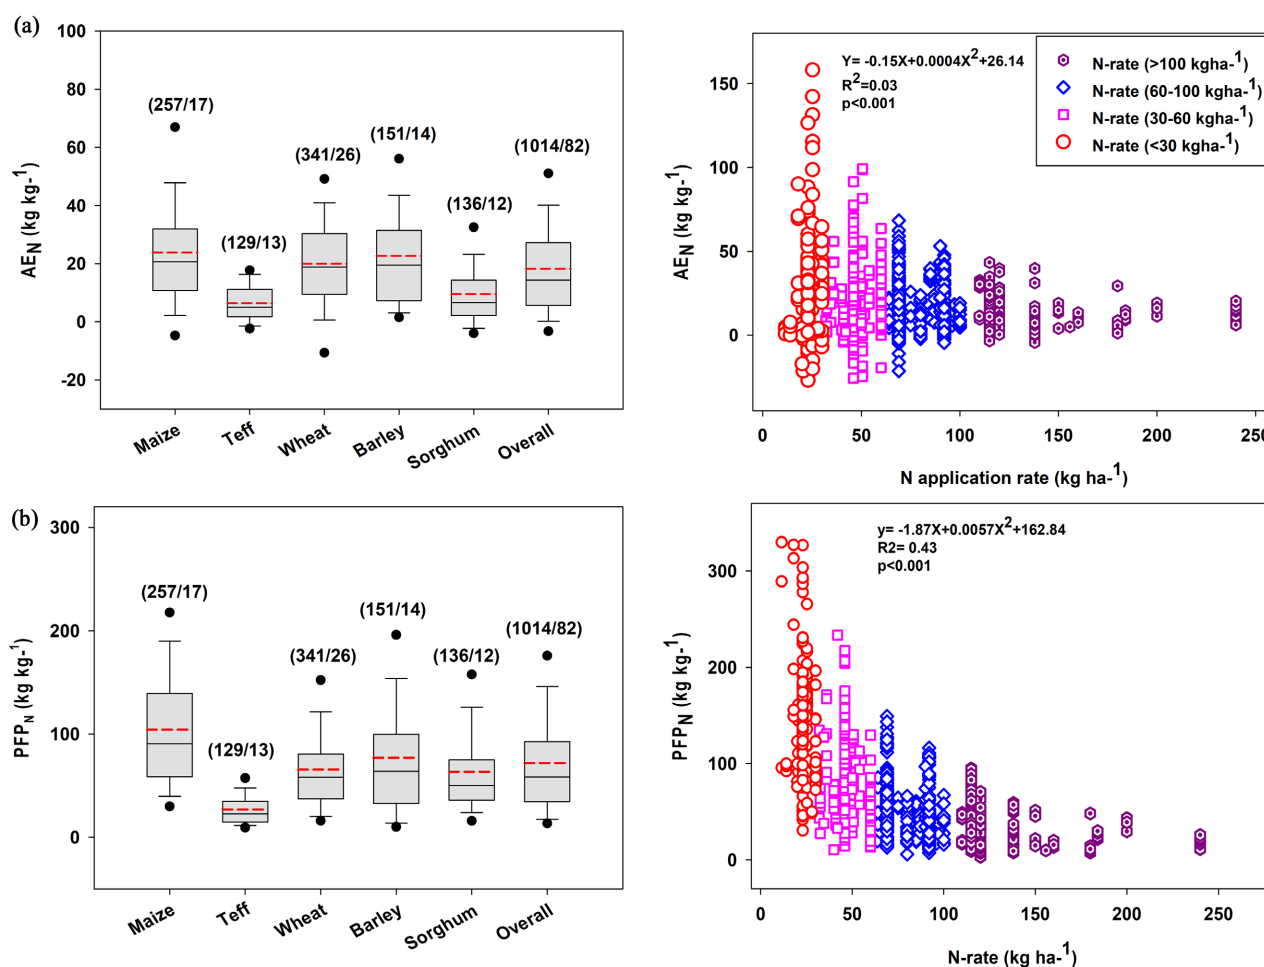 (a)
100
80
60
40
20
0
-20
AE_N (kg kg⁻¹)
(257/17)
(129/13)
(341/26)
(151/14)
(136/12)
(1014/82)
Maize
Teff
Wheat
Barley
Sorghum
Overall
Y= -0.15X+0.0004X²+26.14
R²=0.03
p<0.001
N-rate (>100 kgha-¹)
N-rate (60-100 kgha-¹)
N-rate (30-60 kgha-¹)
N-rate (<30 kgha-¹)
150
100
50
0
AE_N (kg kg-¹)
0 50 100 150 200 250
N application rate (kg ha-¹)
(b)
300
200
100
0
PFP_N (kg kg-¹)
(257/17)
(129/13)
(341/26)
(151/14)
(136/12)
(1014/82)
Maize
Teff
Wheat
Barley
Sorghum
Overall
y= -1.87X+0.0057X²+162.84
R2= 0.43
p<0.001
300
200
100
0
PFP_N (kg kg-¹)
0 50 100 150 200 250
N-rate (kg ha-¹)